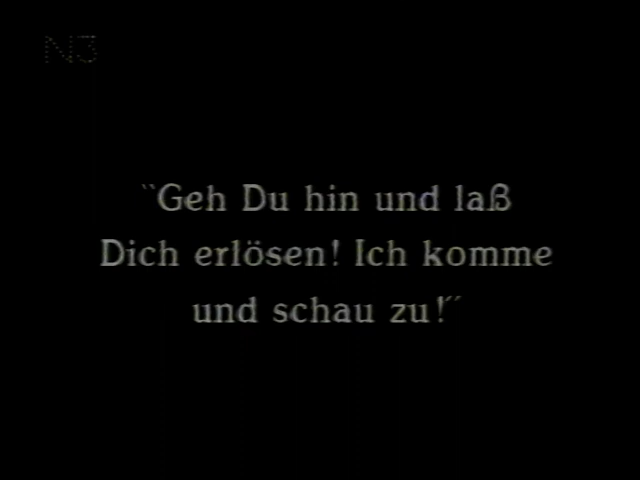 N3
"Geh Du hin und laß
Dich erlösen! Ich komme
und schau zu!"